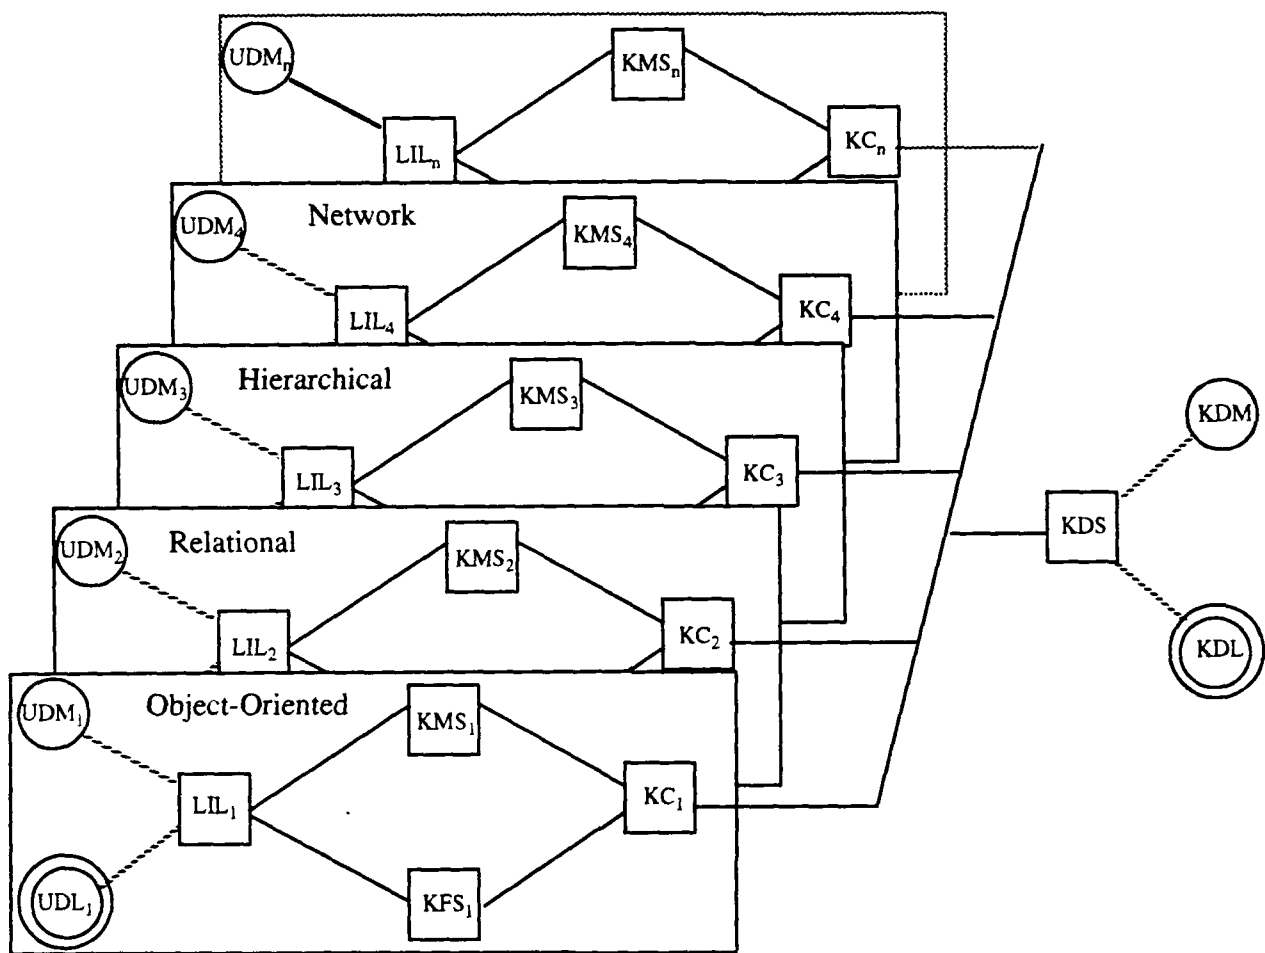 UDMₙ
KMSₙ
LILₙ
KCₙ
Network
UDM₄
KMS₄
LIL₄
KC₄
Hierarchical
UDM₃
KMS₃
LIL₃
KC₃
KDM
Relational
UDM₂
KMS₂
KDS
LIL₂
KC₂
KDL
Object-Oriented
UDM₁
KMS₁
LIL₁
KC₁
UDL₁
KFS₁